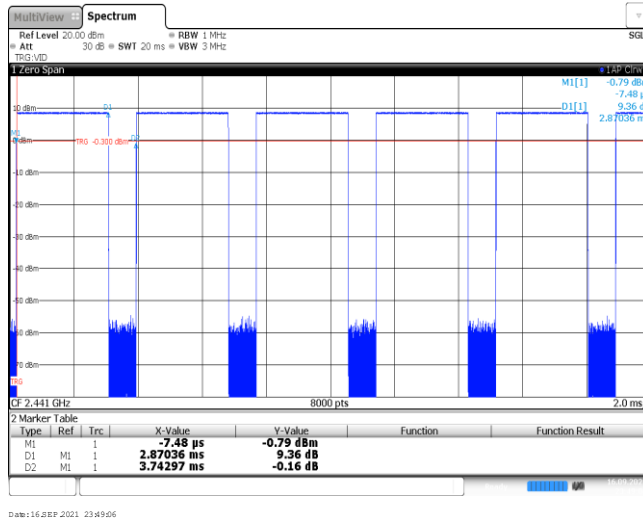 MultiView Spectrum
Ref Level 20.00 dBm RBW 1 MHz SGL
Att 30 dB SWT 20 ms VBW 3 MHz
TRG:VID
1 Zero Span 1AP Clrw
M1[1] -0.79 dBm
-7.48 µs
D1[1] 9.36 d
2.87036 m
10 dBm
D1
M1
0 dBm
TRG -0.300 dBm
D2
-10 dBm
-20 dBm
-30 dBm
-40 dBm
-50 dBm
-60 dBm
-70 dBm
TRG
CF 2.441 GHz 8000 pts 2.0 ms
2 Marker Table
Type Ref Trc X-Value Y-Value Function Function Result
M1 1 -7.48 µs -0.79 dBm
D1 M1 1 2.87036 ms 9.36 dB
D2 M1 1 3.74297 ms -0.16 dB
Date:16.SEP.2021 23:49:06